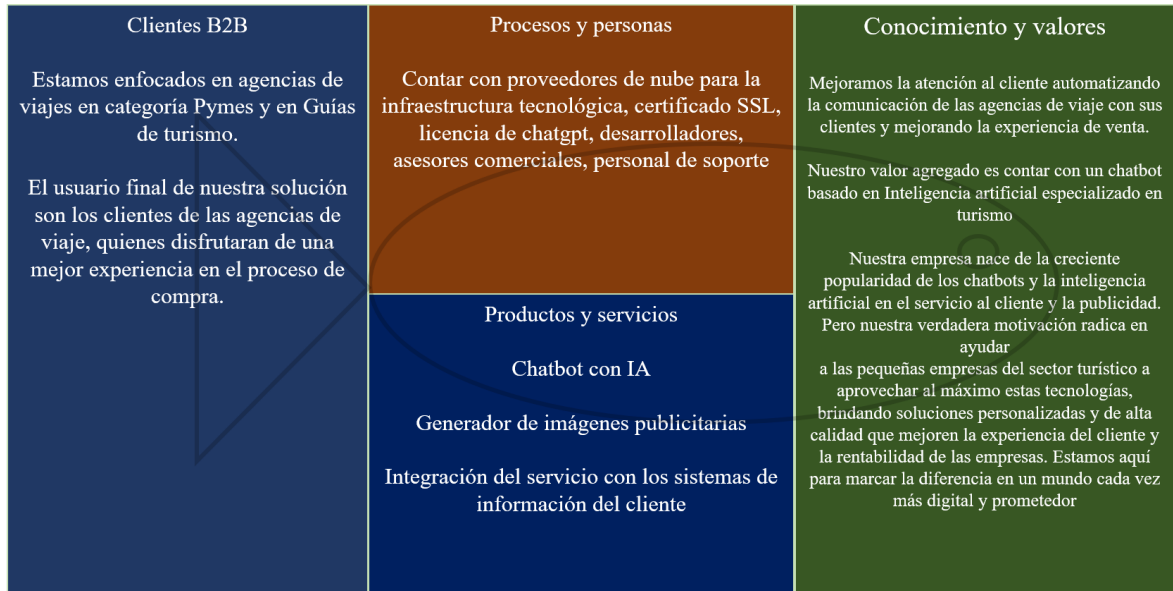 Clientes B2B
Estamos enfocados en agencias de
viajes en categoría Pymes y en Guías
de turismo.
El usuario final de nuestra solución
son los clientes de las agencias de
viaje, quienes disfrutaran de una
mejor experiencia en el proceso de
compra.
Procesos y personas
Contar con proveedores de nube para la
infraestructura tecnológica, certificado SSL,
licencia de chatgpt, desarrolladores,
asesores comerciales, personal de soporte
Productos y servicios
Chatbot con IA
Generador de imágenes publicitarias
Integración del servicio con los sistemas de
información del cliente
Conocimiento y valores
Mejoramos la atención al cliente automatizando
la comunicación de las agencias de viaje con sus
clientes y mejorando la experiencia de venta.
Nuestro valor agregado es contar con un chatbot
basado en Inteligencia artificial especializado en
turismo
Nuestra empresa nace de la creciente
popularidad de los chatbots y la inteligencia
artificial en el servicio al cliente y la publicidad.
Pero nuestra verdadera motivación radica en
ayudar
a las pequeñas empresas del sector turístico a
aprovechar al máximo estas tecnologías,
brindando soluciones personalizadas y de alta
calidad que mejoren la experiencia del cliente y
la rentabilidad de las empresas. Estamos aquí
para marcar la diferencia en un mundo cada vez
más digital y prometedor